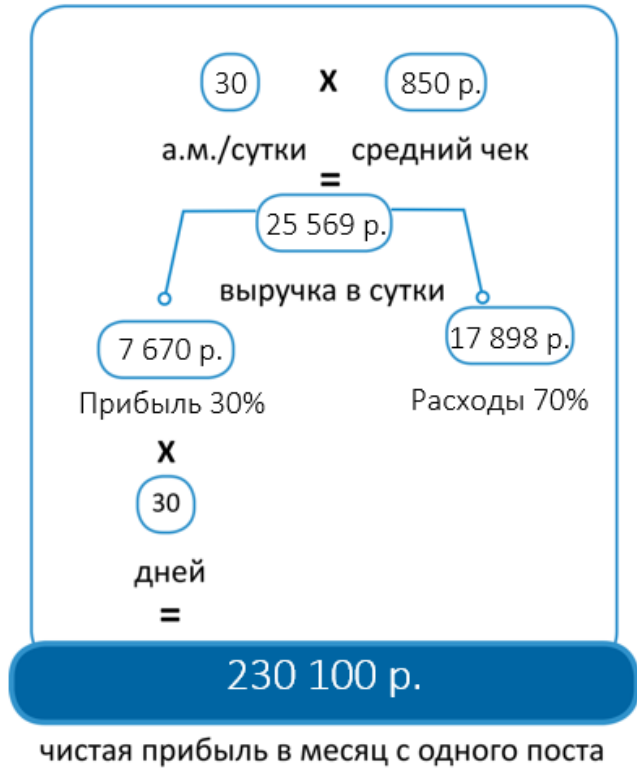 30 X 850 р.
а.м./сутки средний чек
=
25 569 р.
выручка в сутки
7 670 р. 17 898 р.
Прибыль 30% Расходы 70%
X
30
дней
=
230 100 р.
чистая прибыль в месяц с одного поста